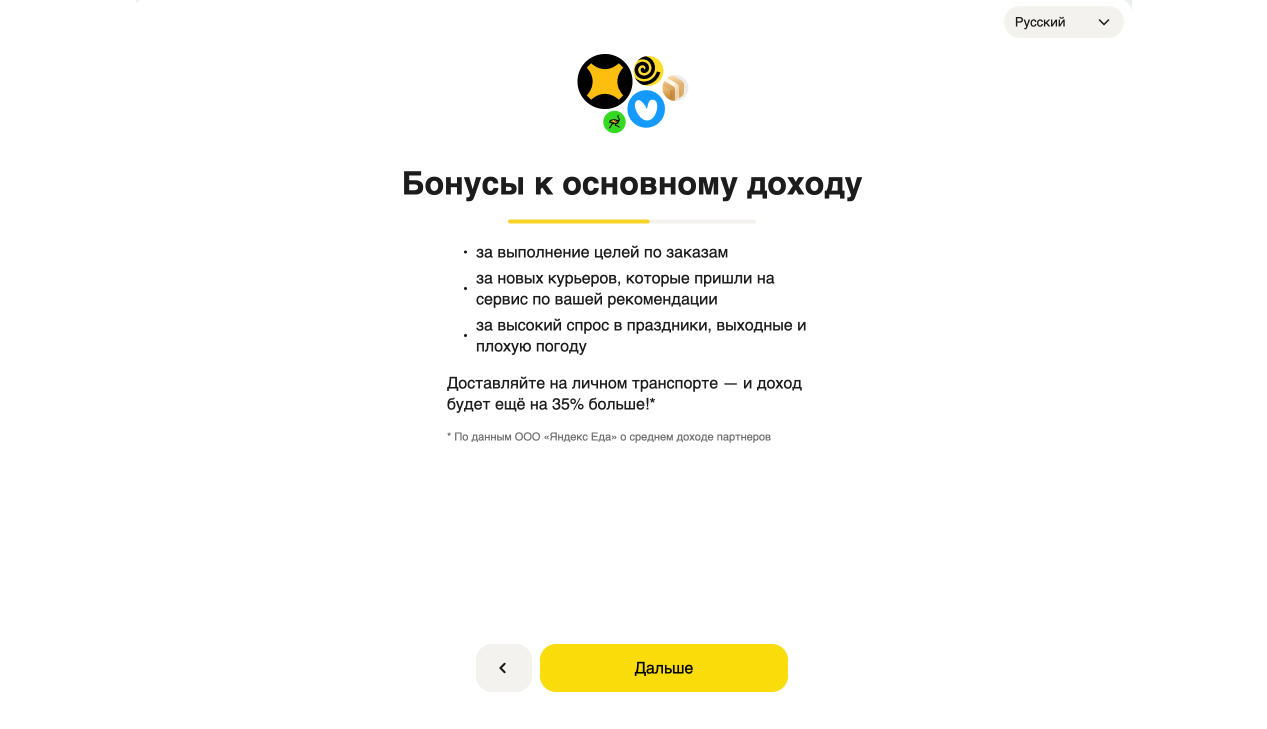 Русский
Бонусы к основному доходу
• за выполнение целей по заказам
• за новых курьеров, которые пришли на
сервис по вашей рекомендации
• за высокий спрос в праздники, выходные и
плохую погоду
Доставляйте на личном транспорте — и доход
будет ещё на 35% больше!*
* По данным ООО «Яндекс Еда» о среднем доходе партнеров
Дальше